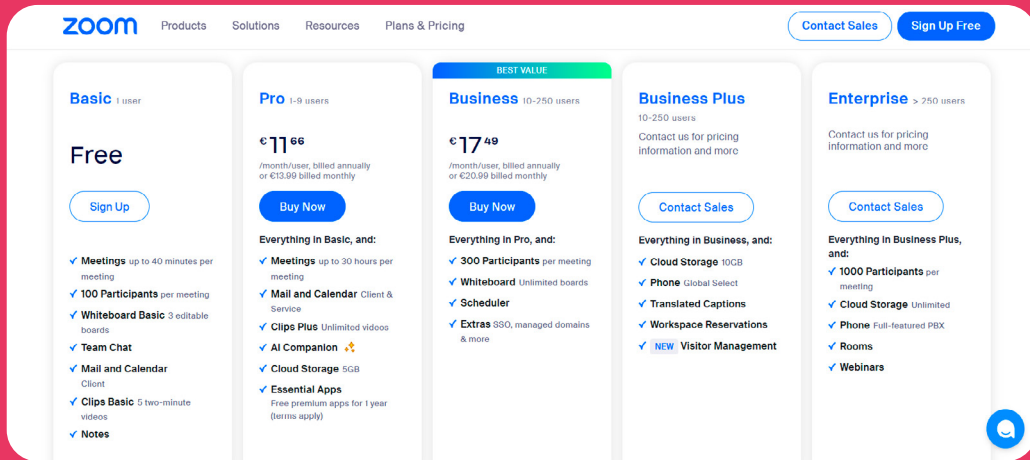 zoom
Products
Solutions
Resources
Plans & Pricing
Contact Sales
Sign Up Free
Basic 1 user
Free
Sign Up
Meetings up to 40 minutes per
meeting
100 Participants per meeting
Whiteboard Basic 3 editable
boards
Team Chat
Mail and Calendar
Client
Clips Basic 5 two-minute
videos
Notes
Pro 1-9 users
€11 66
/month/user, billed annually
or €13.99 billed monthly
Buy Now
Everything in Basic, and:
Meetings up to 30 hours per
meeting
Mail and Calendar Client &
Service
Clips Plus Unlimited videos
AI Companion
Cloud Storage 5GB
Essential Apps
Free premium apps for 1 year
(terms apply)
BEST VALUE
Business 10-250 users
€17 49
/month/user, billed annually
or €20.99 billed monthly
Buy Now
Everything in Pro, and:
300 Participants per meeting
Whiteboard Unlimited boards
Scheduler
Extras SSO, managed domains
& more
Business Plus
10-250 users
Contact us for pricing
information and more
Contact Sales
Everything in Business, and:
Cloud Storage 10GB
Phone Global Select
Translated Captions
Workspace Reservations
NEW Visitor Management
Enterprise > 250 users
Contact us for pricing
information and more
Contact Sales
Everything in Business Plus,
and:
1000 Participants per
meeting
Cloud Storage Unlimited
Phone Full-featured PBX
Rooms
Webinars